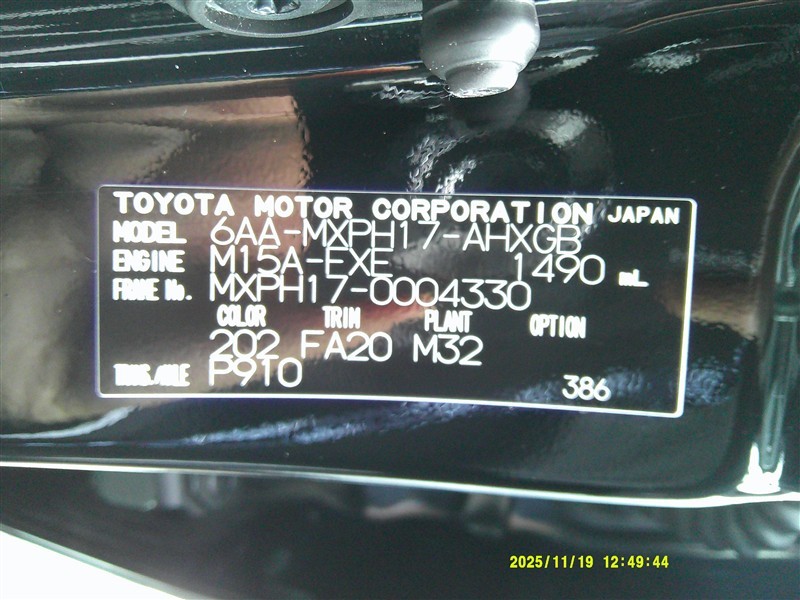 TOYOTA MOTOR CORPORATION JAPAN
MODEL 6AA-MXPH17-AHXGB
ENGINE M15A-FXE 1490 mL
FRAME No. MXPH17-0004330
COLOR TRIM PLANT OPTION
202 FA20 M32
TRANS./AXLE P910 386
2025/11/19 12:49:44